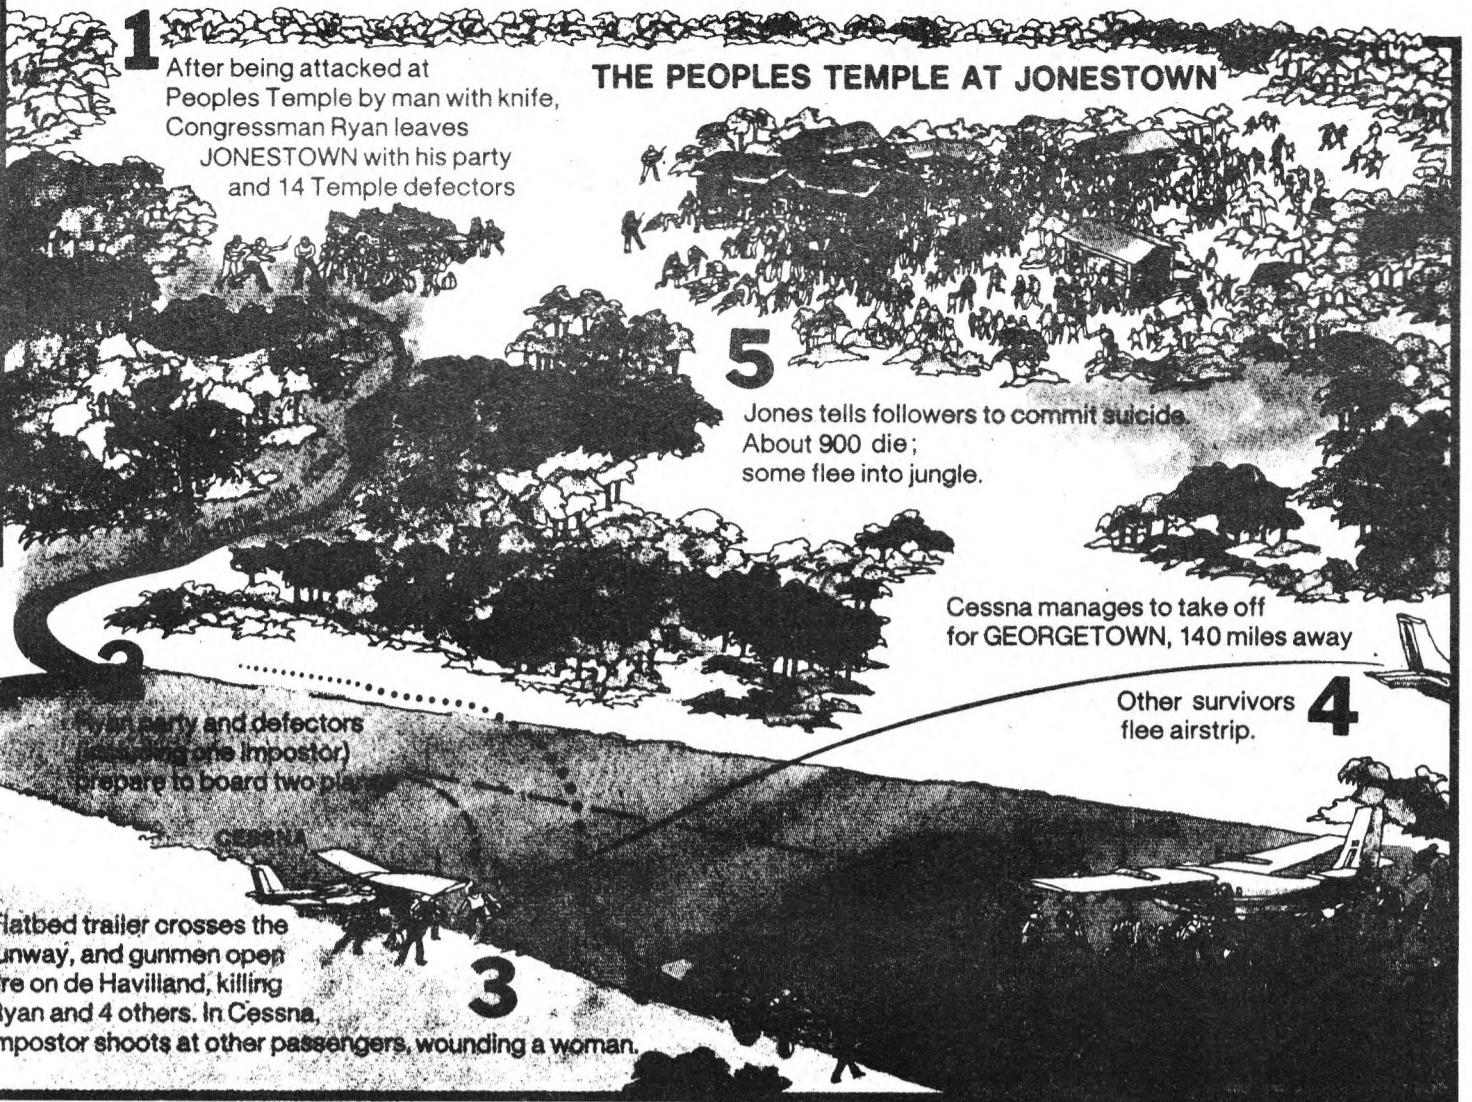 1
After being attacked at
Peoples Temple by man with knife,
Congressman Ryan leaves
JONESTOWN with his party
and 14 Temple defectors
THE PEOPLES TEMPLE AT JONESTOWN
5
Jones tells followers to commit suicide.
About 900 die;
some flee into jungle.
2
Ryan party and defectors
(including one impostor)
prepare to board two
CESSNA
Cessna manages to take off
for GEORGETOWN, 140 miles away
Other survivors
flee airstrip.
4
3
latbed trailer crosses the
unway, and gunmen open
re on de Havilland, killing
yan and 4 others. In Cessna,
mpostor shoots at other passengers, wounding a woman.